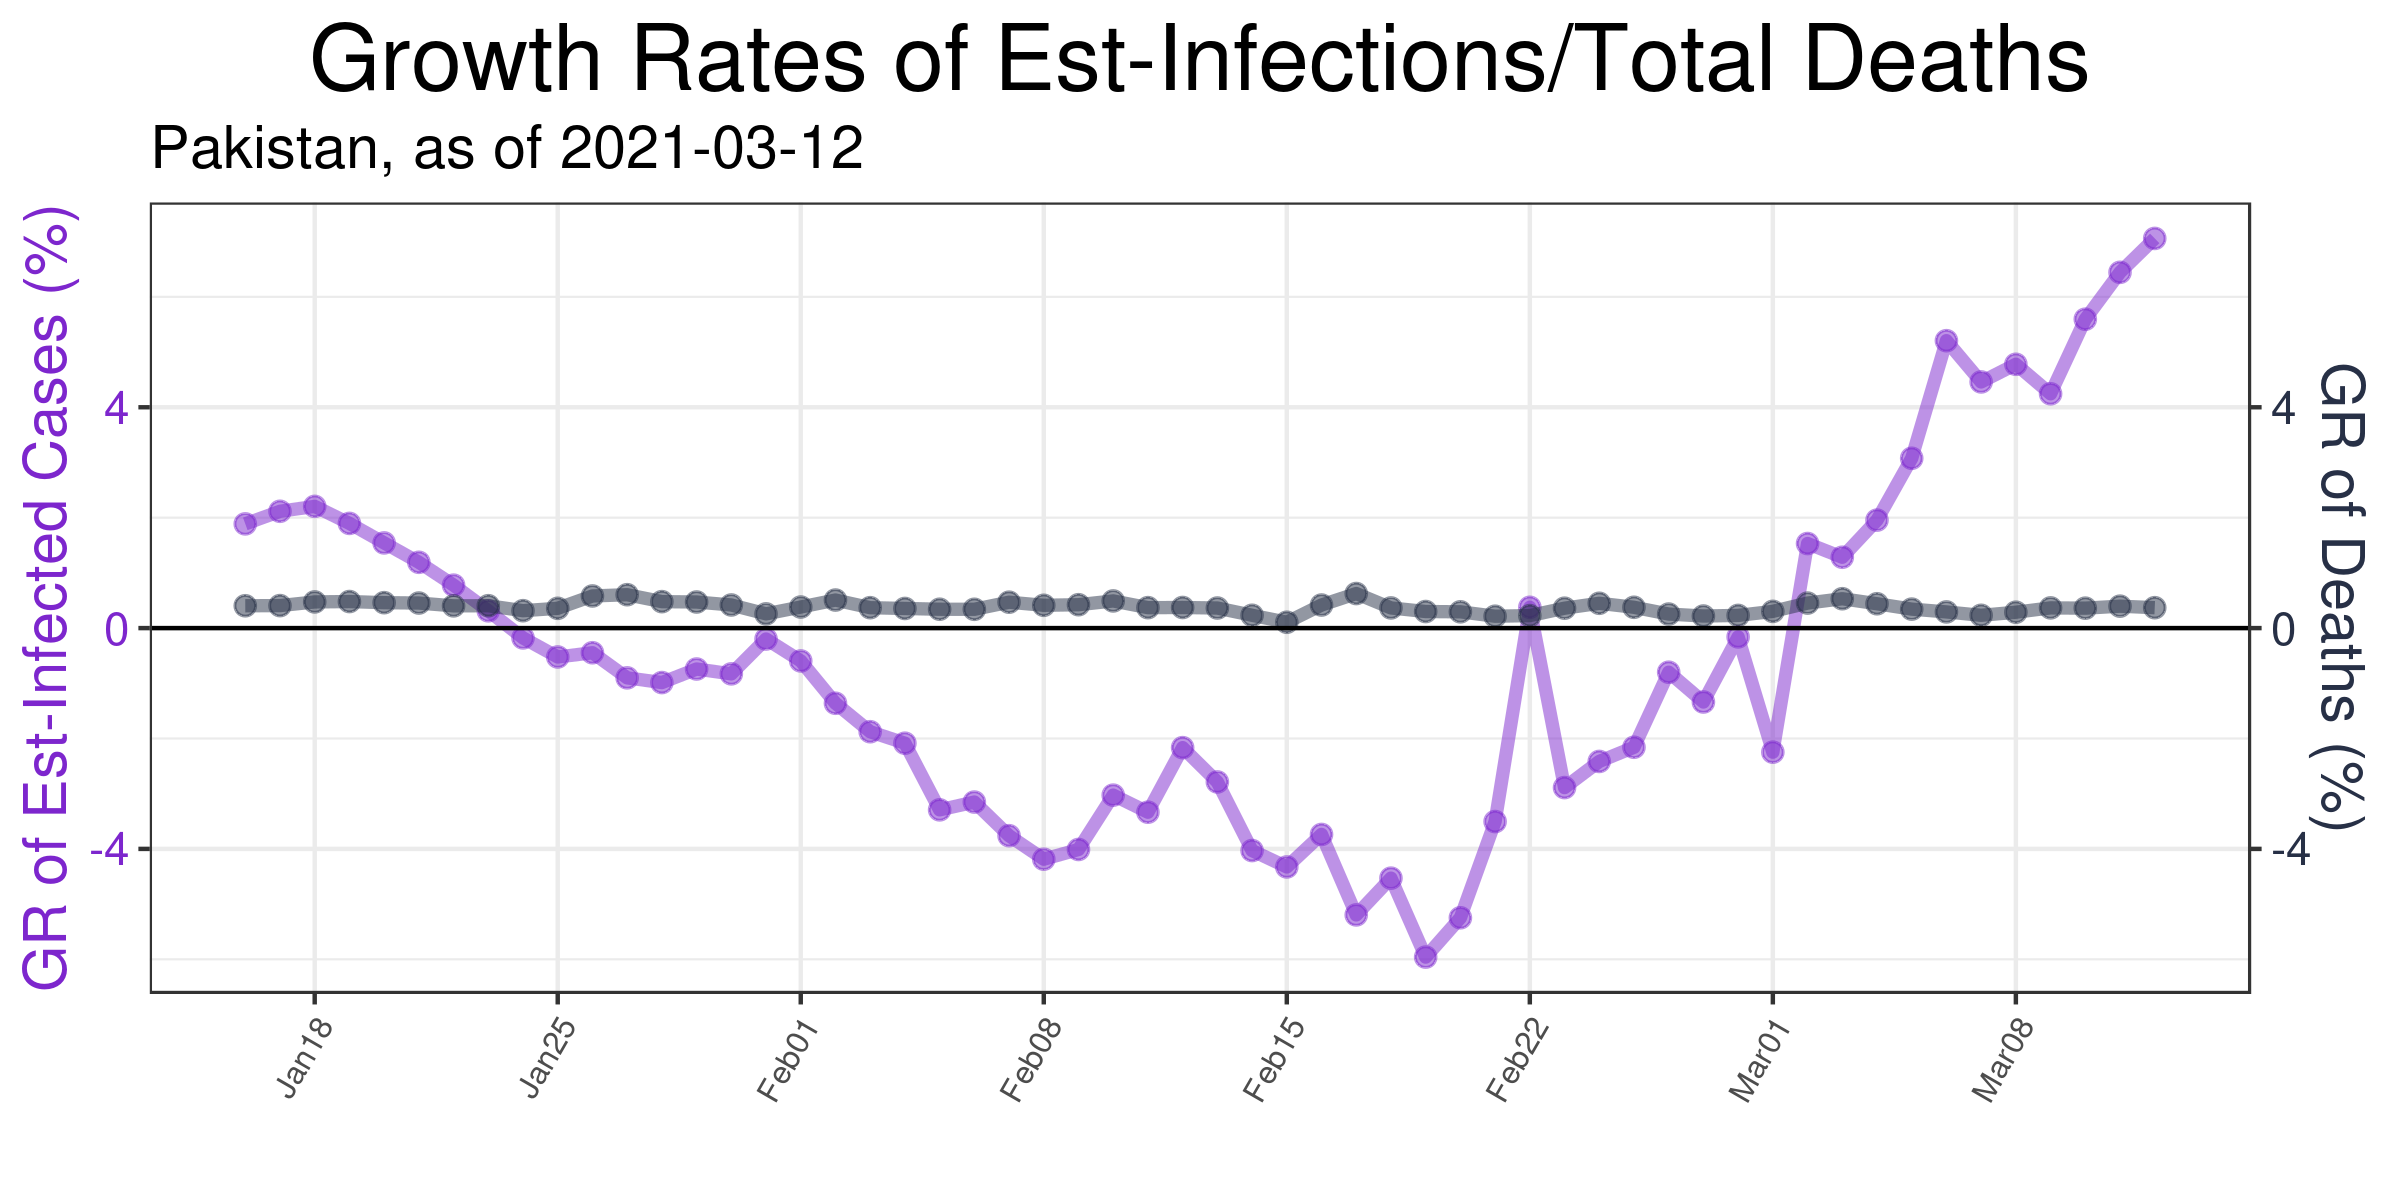 Growth Rates of Est-Infections/Total Deaths
Pakistan, as of 2021-03-12
GR of Est-Infected Cases (%)
4
0
-4
4
0
-4
GR of Deaths (%)
Jan18
Jan25
Feb01
Feb08
Feb15
Feb22
Mar01
Mar08